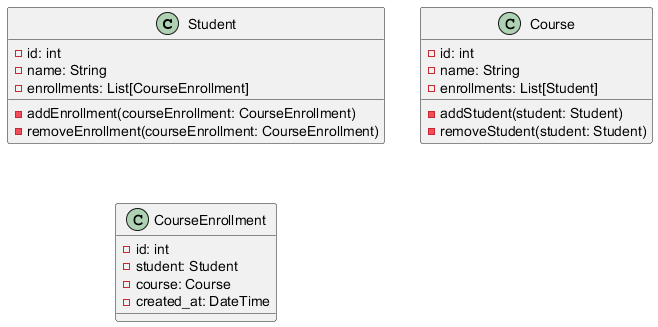 C Student
id: int
name: String
enrollments: List[CourseEnrollment]
addEnrollment(courseEnrollment: CourseEnrollment)
removeEnrollment(courseEnrollment: CourseEnrollment)
C Course
id: int
name: String
enrollments: List[Student]
addStudent(student: Student)
removeStudent(student: Student)
C CourseEnrollment
id: int
student: Student
course: Course
created_at: DateTime